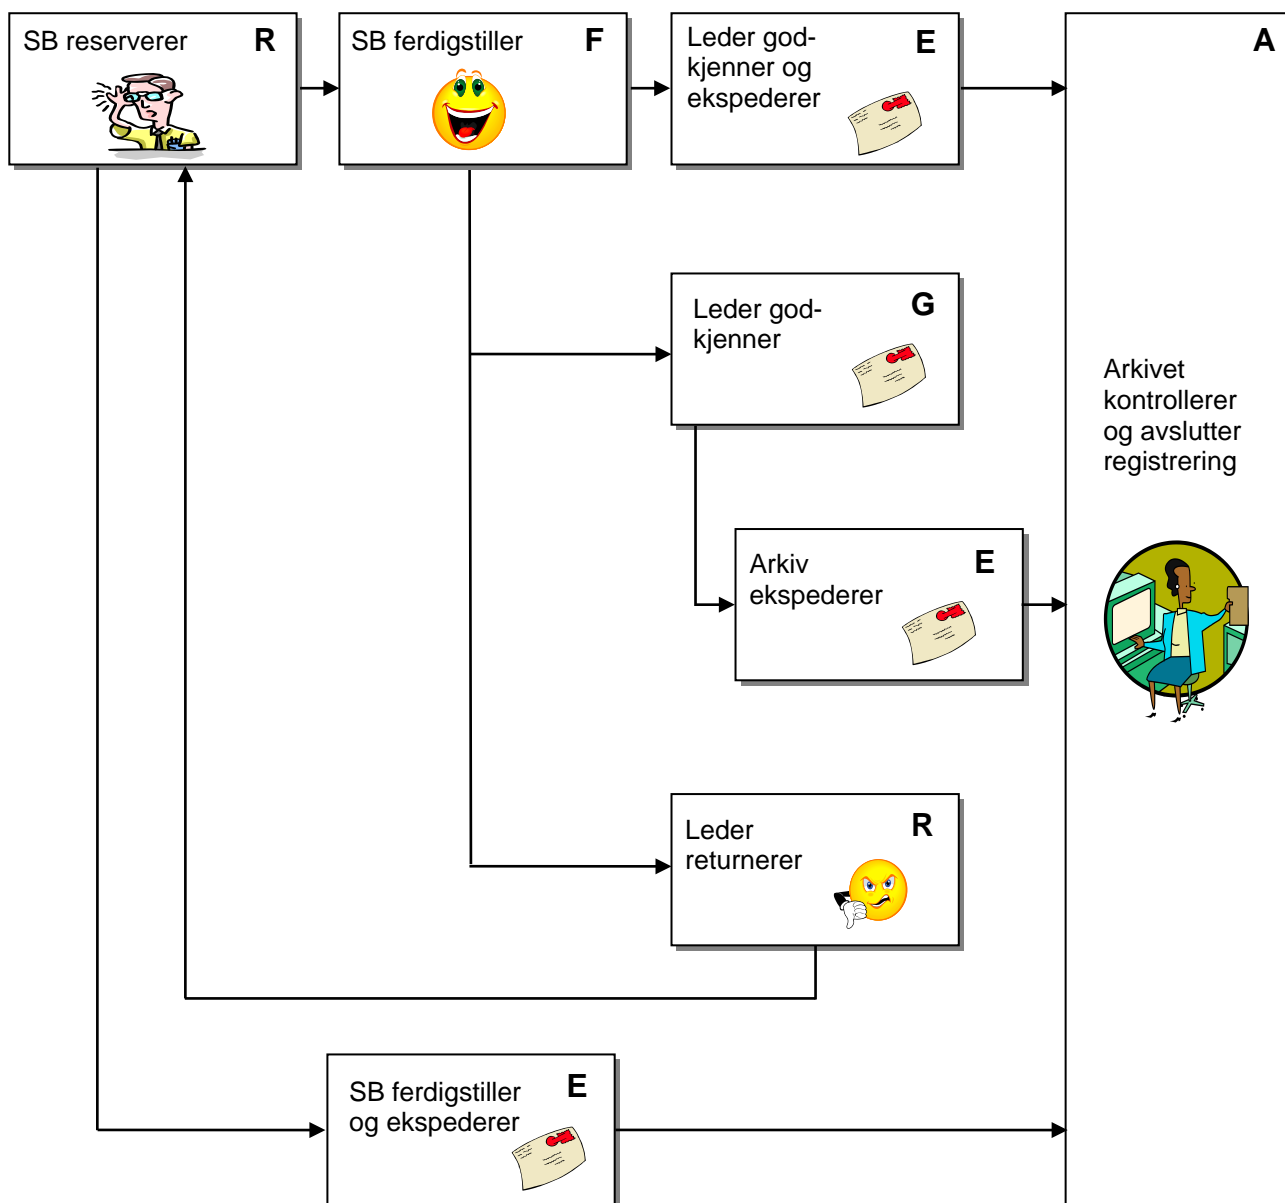 SB reserverer R
SB ferdigstiller F
Leder god-
kjenner og
ekspederer
E
A
Leder god-
kjenner
G
Arkivet
kontrollerer
og avslutter
registrering
Arkiv
ekspederer
E
Leder
returnerer
R
SB ferdigstiller
og ekspederer
E